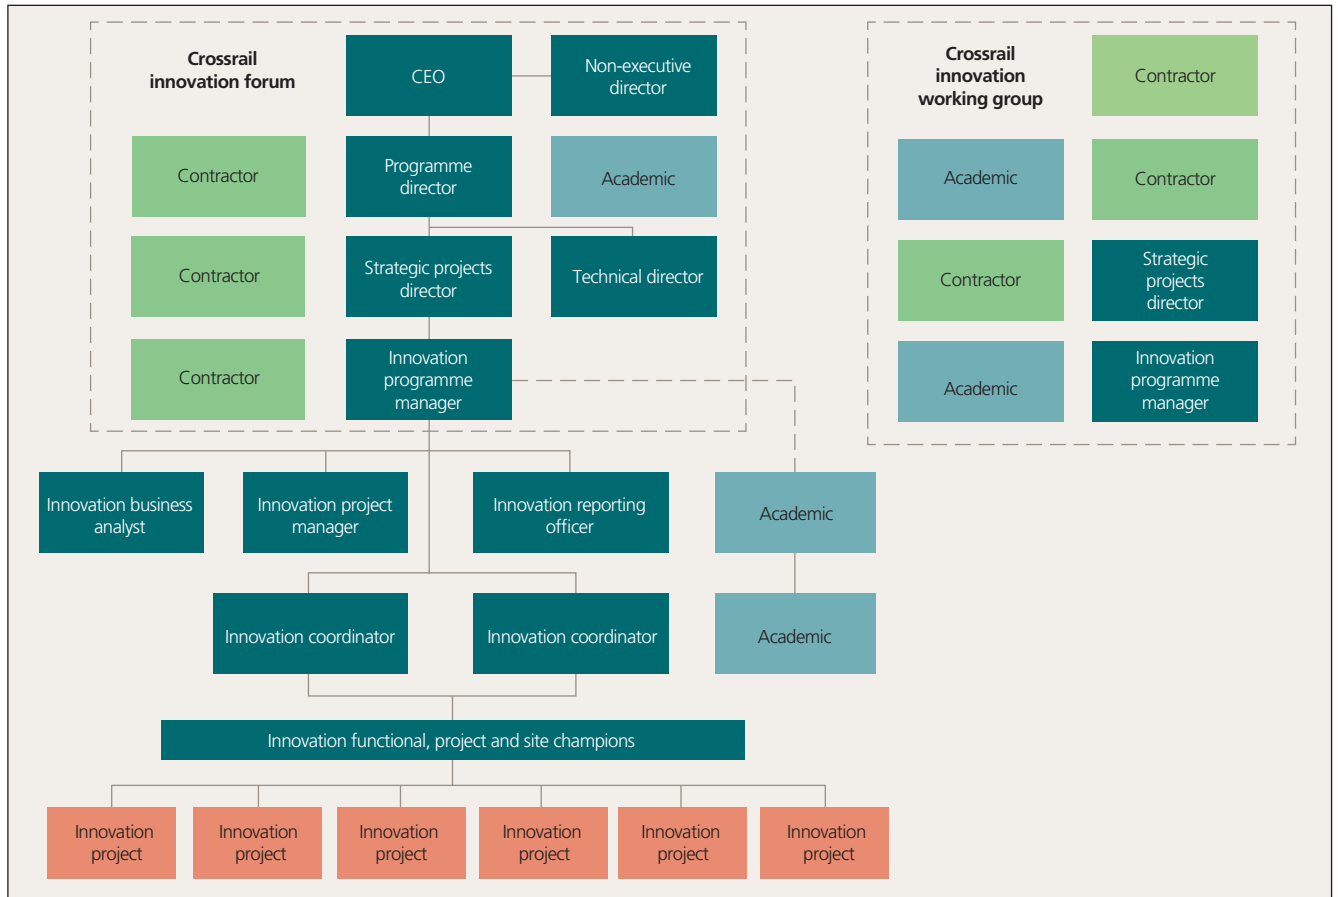 Crossrail
innovation forum
CEO
Non-executive
director
Contractor
Programme
director
Academic
Contractor
Strategic projects
director
Technical director
Contractor
Innovation
programme
manager
Crossrail
innovation
working group
Contractor
Academic
Contractor
Contractor
Strategic
projects
director
Academic
Innovation
programme
manager
Innovation business
analyst
Innovation project
manager
Innovation reporting
officer
Academic
Innovation coordinator
Innovation coordinator
Academic
Innovation functional, project and site champions
Innovation
project
Innovation
project
Innovation
project
Innovation
project
Innovation
project
Innovation
project